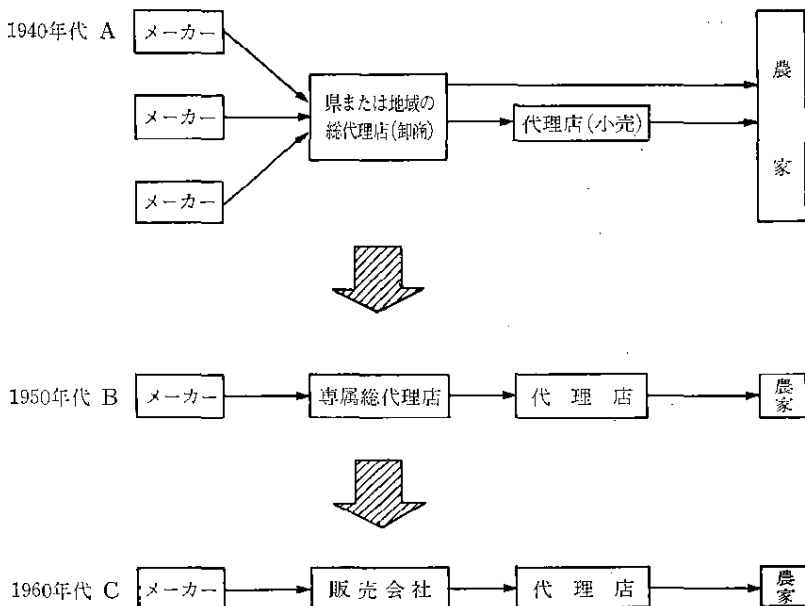 1940年代 A
メーカー
メーカー
メーカー
県または地域の
総代理店(卸商)
代理店(小売)
農
家
1950年代 B
メーカー
専属総代理店
代理店
農
家
1960年代 C
メーカー
販売会社
代理店
農
家